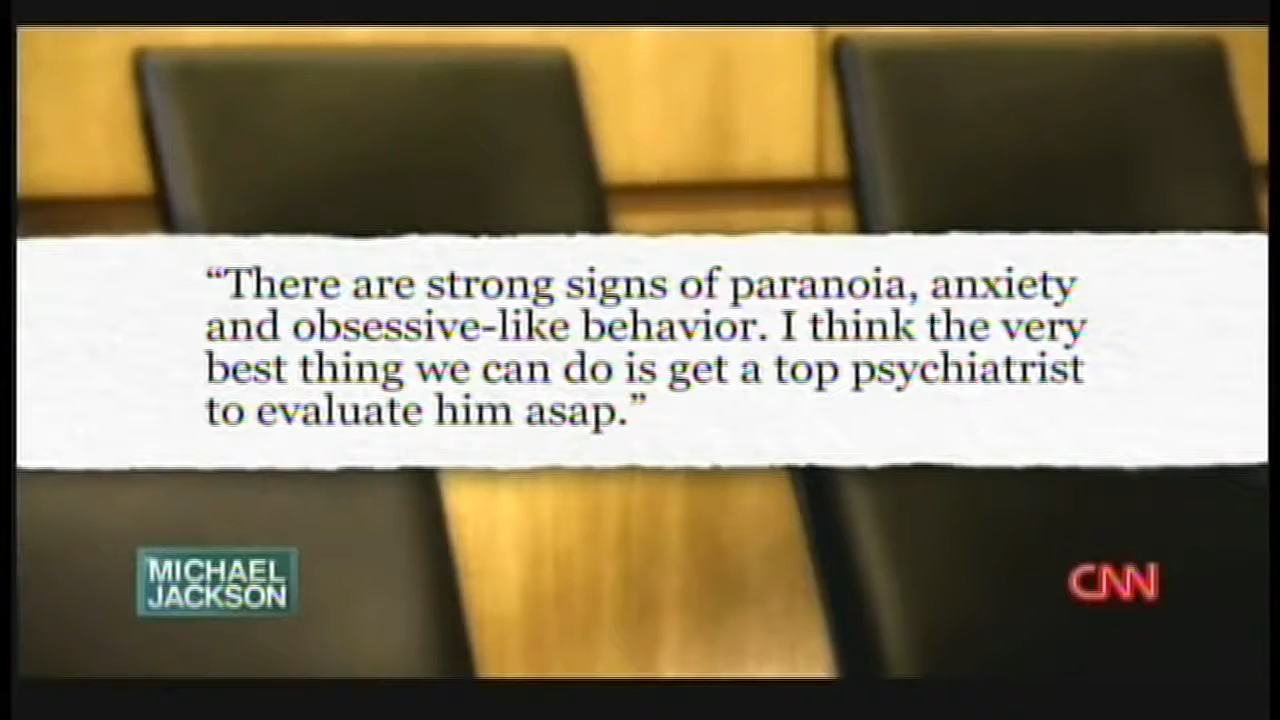 “There are strong signs of paranoia, anxiety
and obsessive-like behavior. I think the very
best thing we can do is get a top psychiatrist
to evaluate him asap.”
MICHAEL
JACKSON
CNN